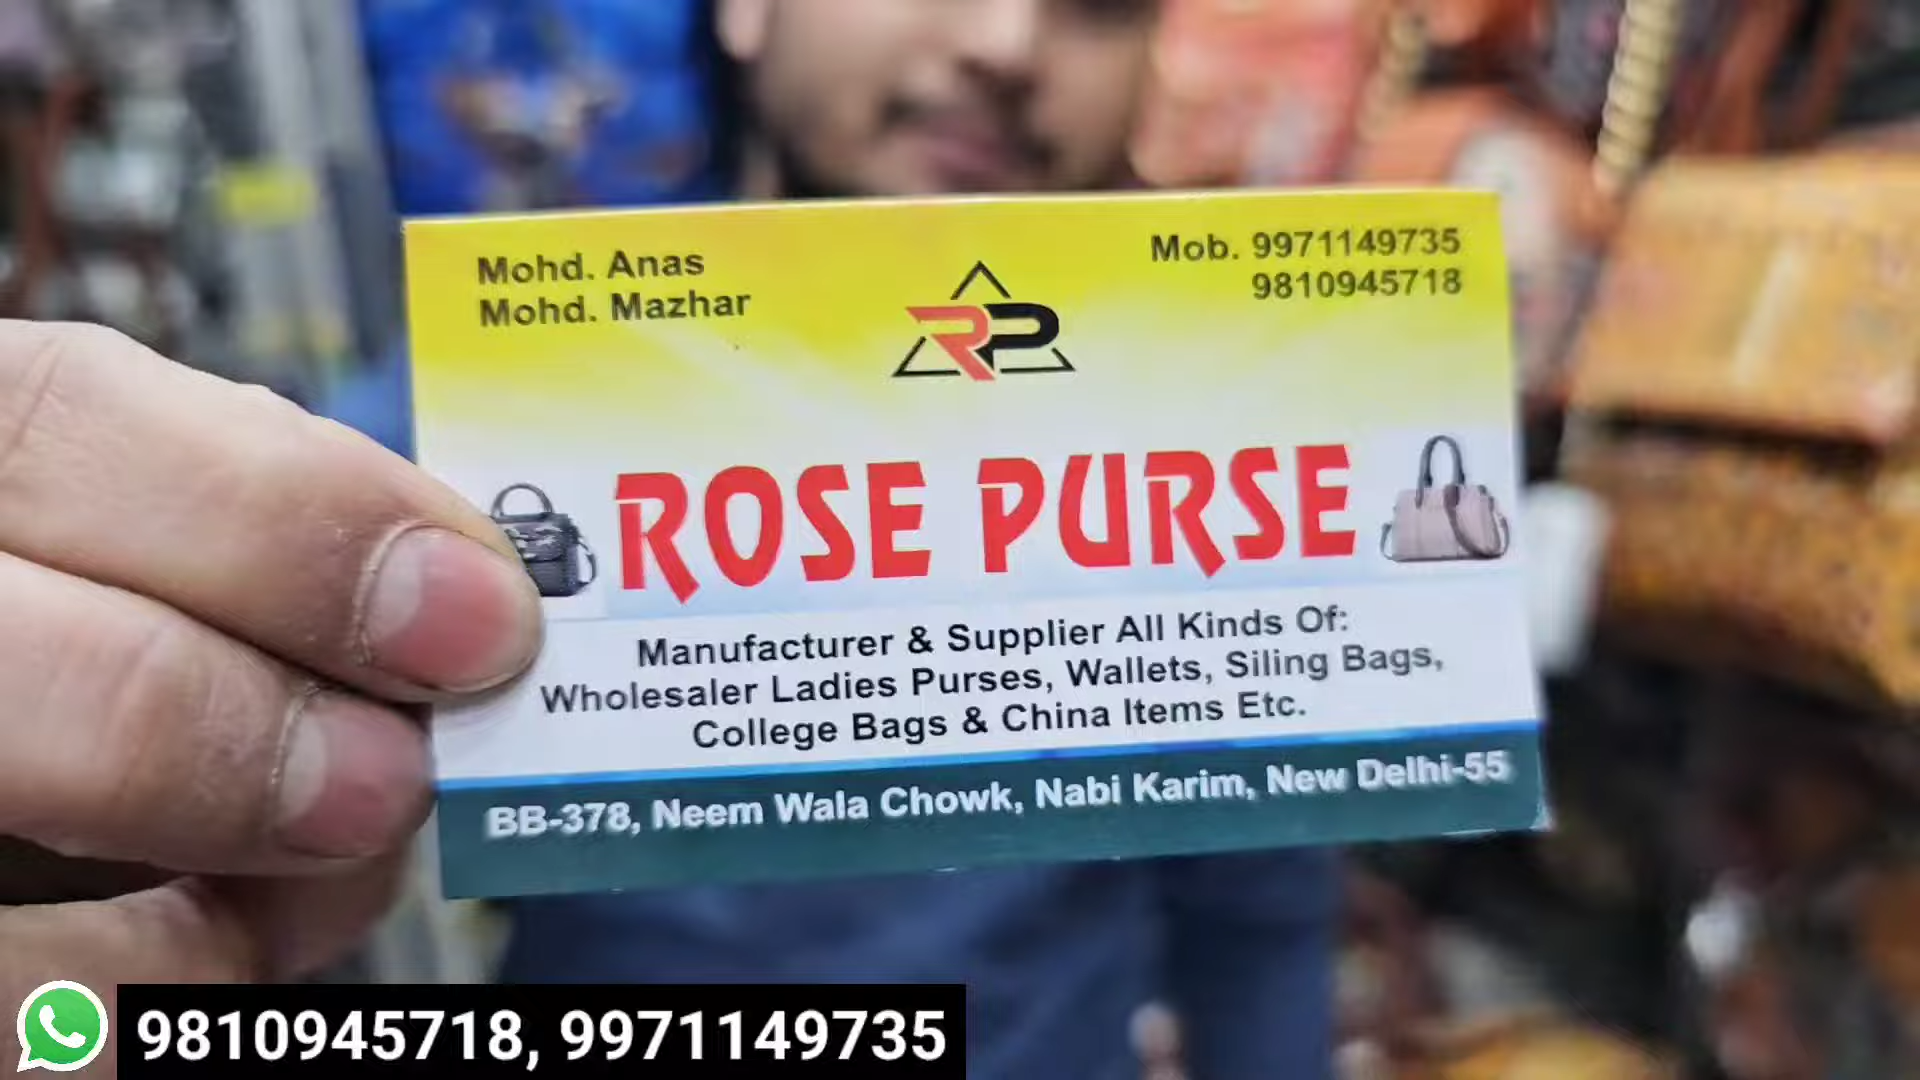 Mohd. Anas
Mohd. Mazhar
Mob. 9971149735
9810945718
RP
ROSE PURSE
Manufacturer & Supplier All Kinds Of:
Wholesaler Ladies Purses, Wallets, Siling Bags,
College Bags & China Items Etc.
BB-378, Neem Wala Chowk, Nabi Karim, New Delhi-55
9810945718, 9971149735